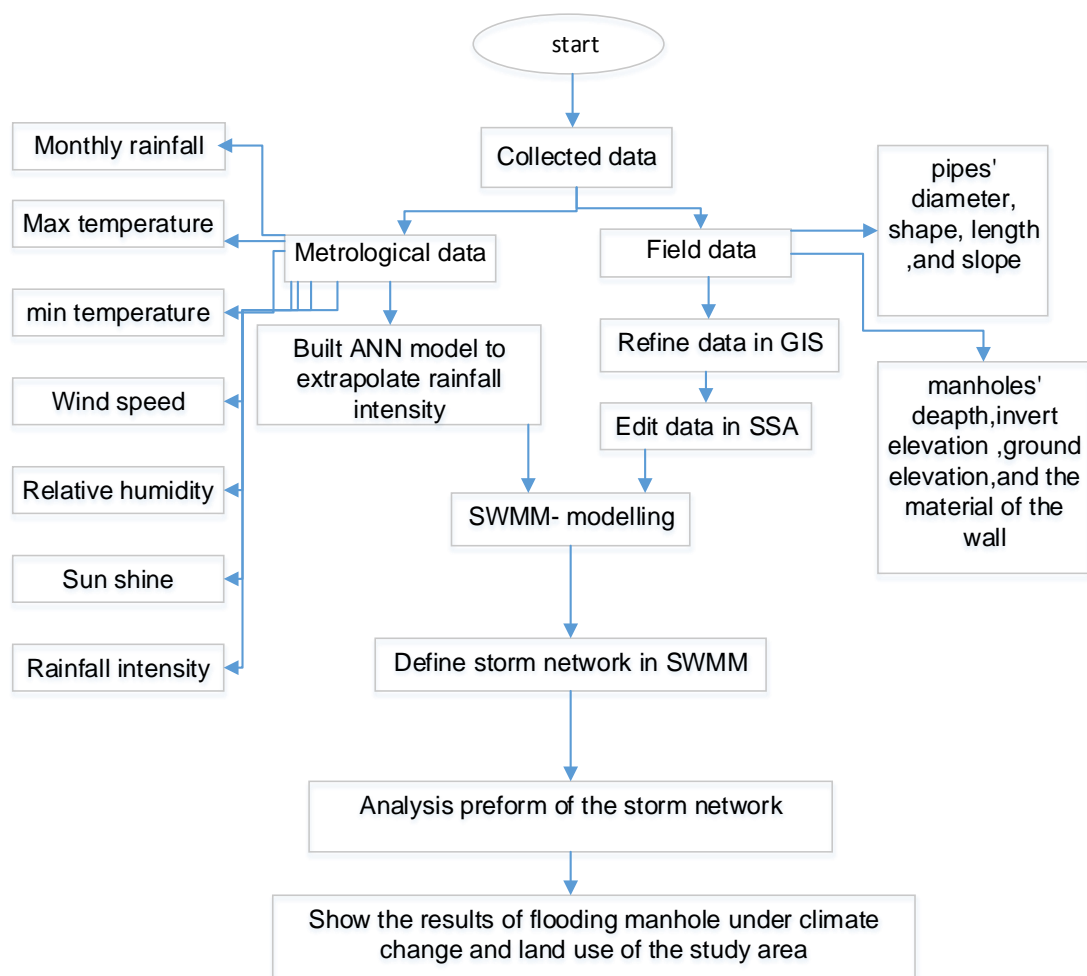 start
Collected data
Monthly rainfall
Max temperature
min temperature
Wind speed
Relative humidity
Sun shine
Rainfall intensity
Metrological data
Built ANN model to
extrapolate rainfall
intensity
Field data
Refine data in GIS
Edit data in SSA
pipes'
diameter,
shape, length
,and slope
manholes'
deapth,invert
elevation ,ground
elevation,and the
material of the
wall
SWMM- modelling
Define storm network in SWMM
Analysis preform of the storm network
Show the results of flooding manhole under climate
change and land use of the study area